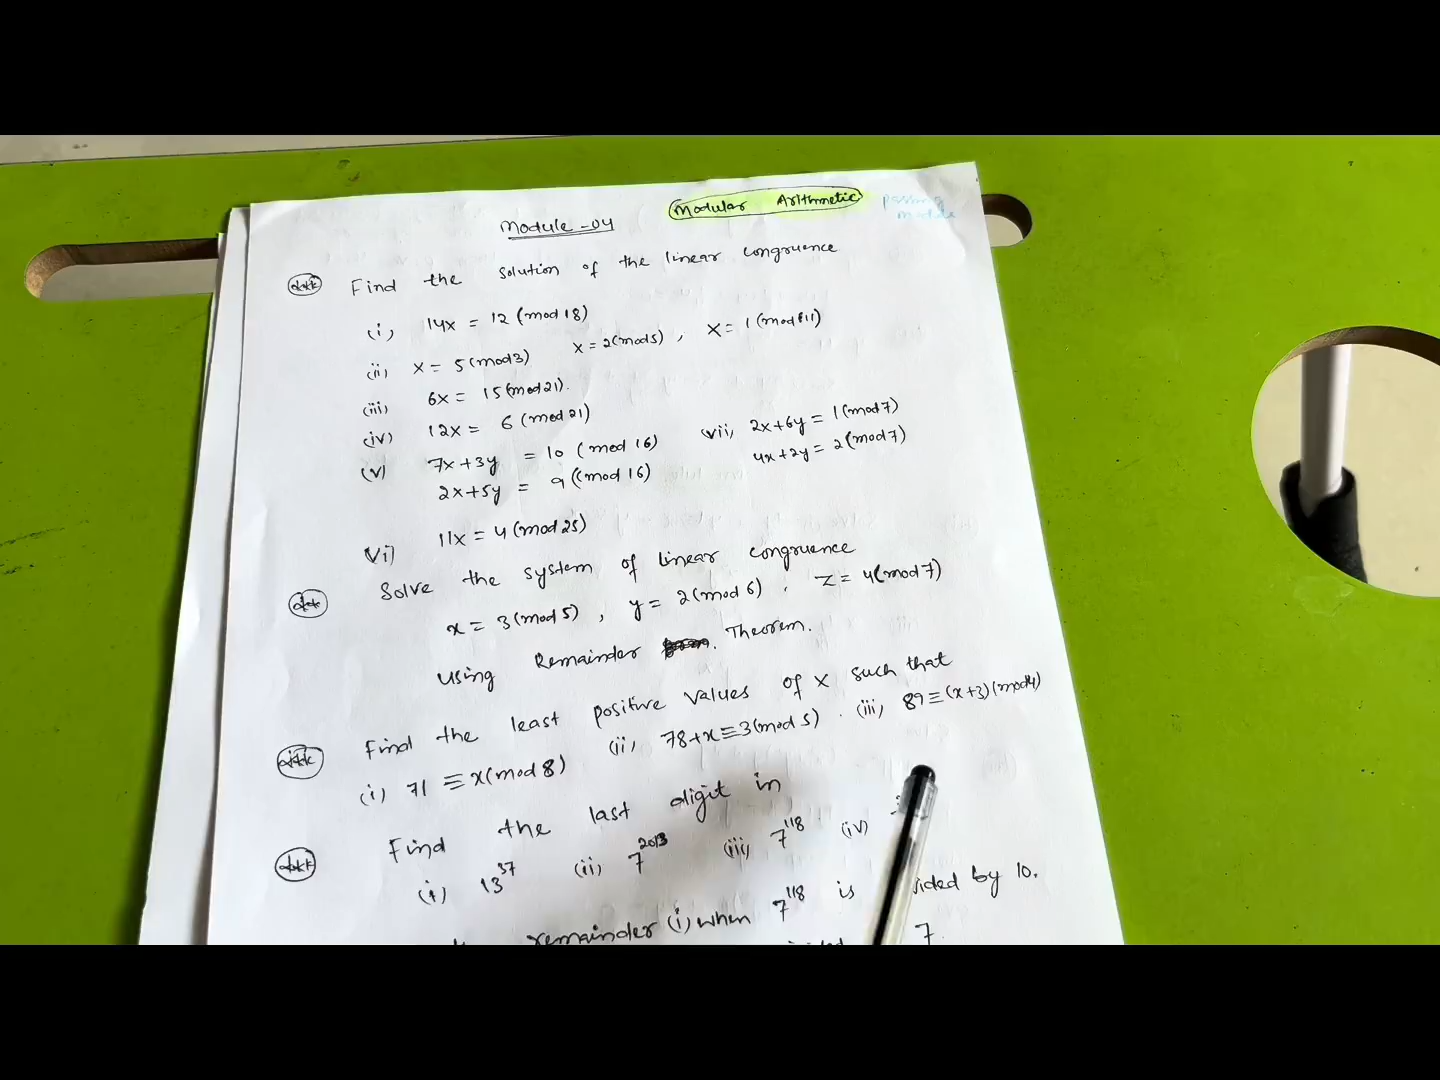 Modular Arithmetic
Module-04
Find the solution of the linear congruence
(i) 14x = 12 (mod 18)
(ii) x = 5 (mod 3) x = 2 (mod 5), x = 1 (mod 11)
(iii) 6x = 15 (mod 21).
(iv) 12x = 6 (mod 21)
(v) 7x + 3y = 10 (mod 16) vii, 2x + 6y = 1 (mod 7)
2x + 5y = 9 (mod 16) 4x + 2y = 2 (mod 7)
vi) 11x = 4 (mod 25)
Solve the system of linear congruence
x = 3 (mod 5), y = 2 (mod 6), z = 4 (mod 7)
using Remainder Theorem.
Find the least positive values of x such that
(i) 71 ≡ x (mod 8) (ii) 78 + x ≡ 3 (mod 5) (iii) 89 ≡ (x+3) (mod 4)
Find the last digit in
(i) 13^37 (ii) 7^2013 (iii) 7^118 (iv)
remainder (i) when 7^118 is by 10.
7.